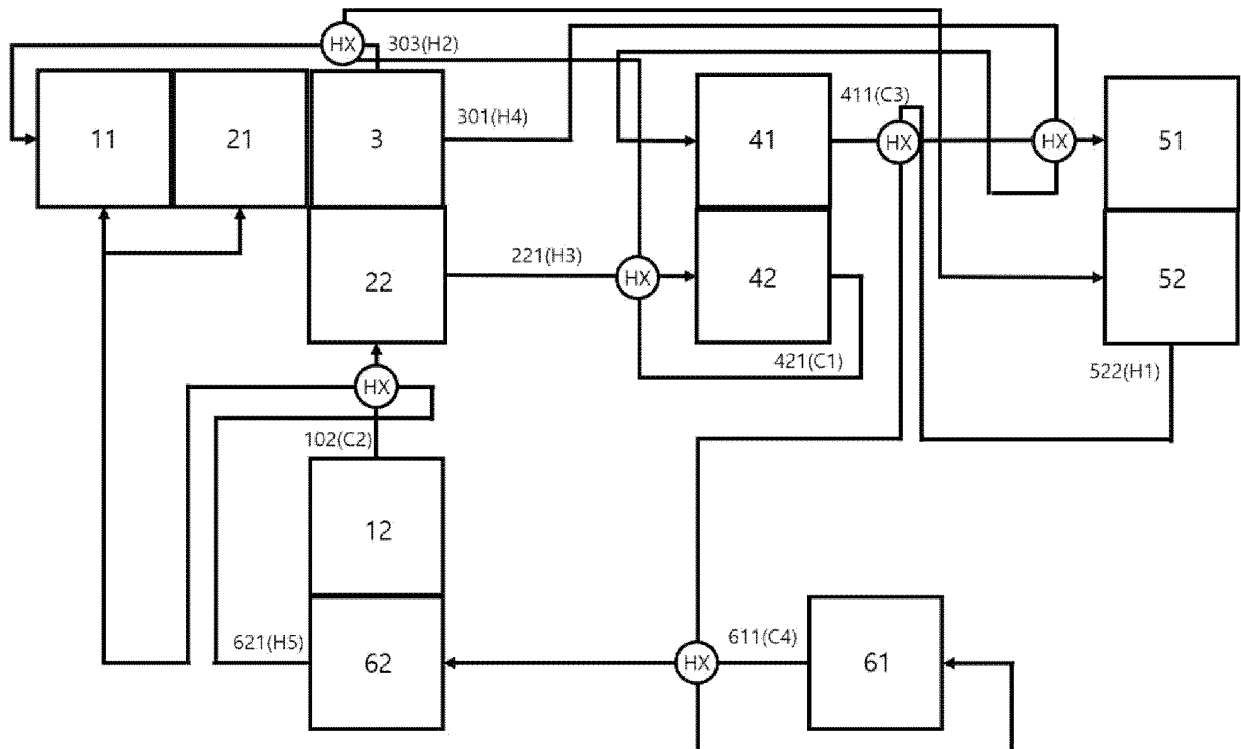 HX
303(H2)
411(C3)
301(H4)
11
21
3
41
HX
HX
51
221(H3)
22
HX
42
52
421(C1)
522(H1)
HX
102(C2)
12
621(H5)
62
HX
611(C4)
61